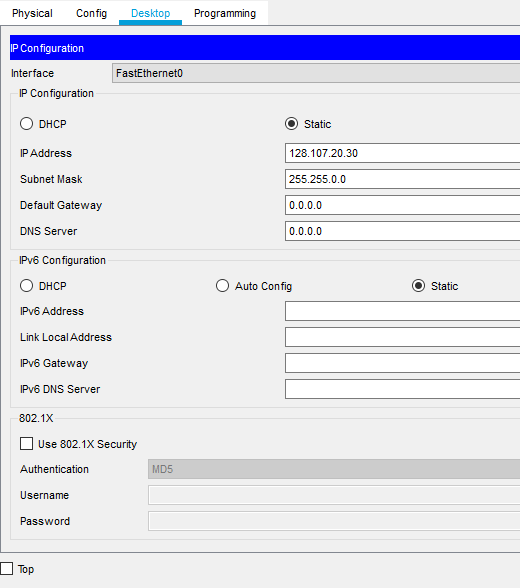 Physical Config Desktop Programming
IP Configuration
Interface FastEthernet0
IP Configuration
DHCP Static
IP Address 128.107.20.30
Subnet Mask 255.255.0.0
Default Gateway 0.0.0.0
DNS Server 0.0.0.0
IPv6 Configuration
DHCP Auto Config Static
IPv6 Address
Link Local Address
IPv6 Gateway
IPv6 DNS Server
802.1X
Use 802.1X Security
Authentication MD5
Username
Password
Top